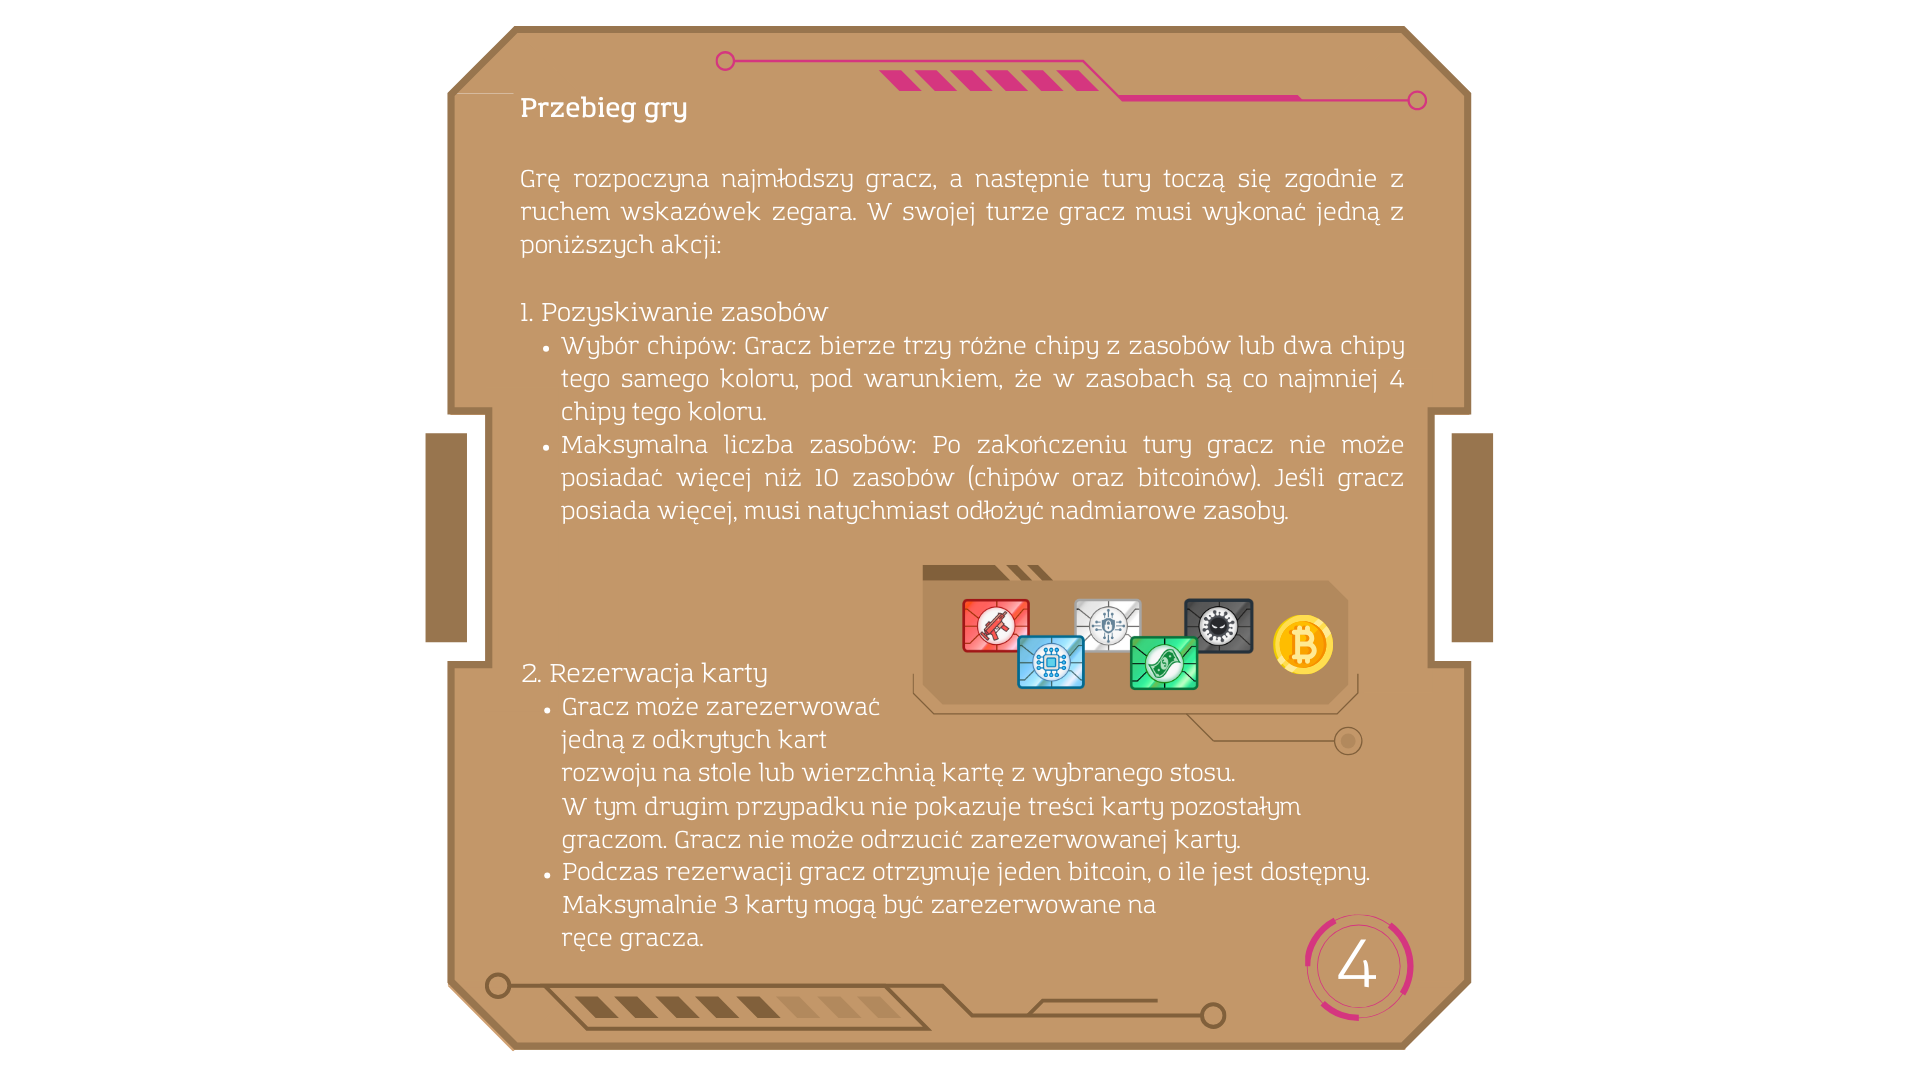 Przebieg gry
Grę rozpoczyna najmłodszy gracz, a następnie tury toczą się zgodnie z
ruchem wskazówek zegara. W swojej turze gracz musi wykonać jedną z
poniższych akcji:
1. Pozyskiwanie zasobów
• Wybór chipów: Gracz bierze trzy różne chipy z zasobów lub dwa chipy
tego samego koloru, pod warunkiem, że w zasobach są co najmniej 4
chipy tego koloru.
• Maksymalna liczba zasobów: Po zakończeniu tury gracz nie może
posiadać więcej niż 10 zasobów (chipów oraz bitcoinów). Jeśli gracz
posiada więcej, musi natychmiast odłożyć nadmiarowe zasoby.
2. Rezerwacja karty
• Gracz może zarezerwować
jedną z odkrytych kart
rozwoju na stole lub wierzchnią kartę z wybranego stosu.
W tym drugim przypadku nie pokazuje treści karty pozostałym
graczom. Gracz nie może odrzucić zarezerwowanej karty.
• Podczas rezerwacji gracz otrzymuje jeden bitcoin, o ile jest dostępny.
Maksymalnie 3 karty mogą być zarezerwowane na
ręce gracza.
4